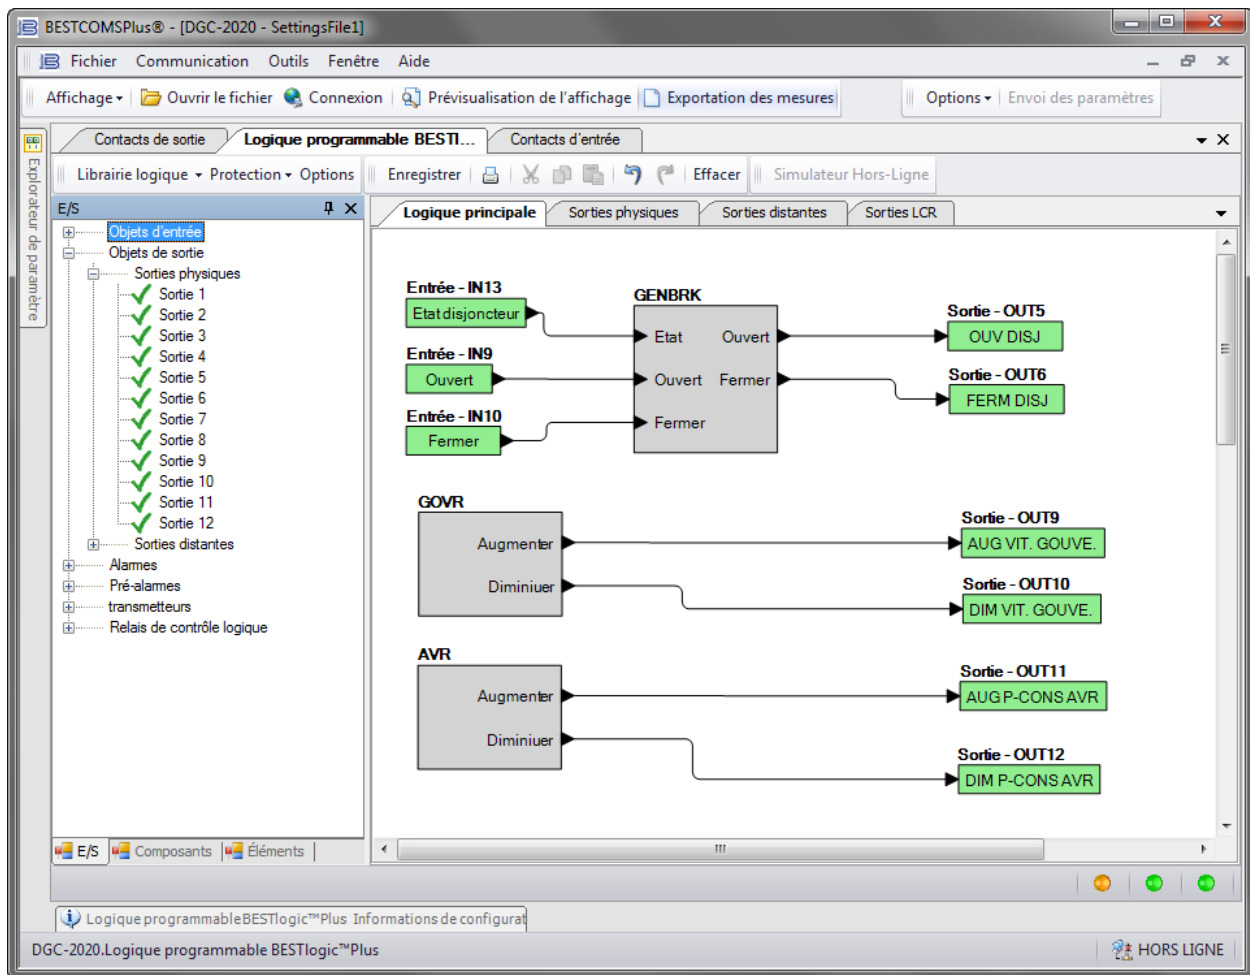 BESTCOMSPlus® - [DGC-2020 - SettingsFile1]
Fichier Communication Outils Fenêtre Aide
Affichage Ouvrir le fichier Connexion Prévisualisation de l'affichage Exportation des mesures Options Envoi des paramètres
Explorateur de paramètre
Contacts de sortie Logique programmable BESTl... Contacts d'entrée
Librairie logique Protection Options Enregistrer Effacer Simulateur Hors-Ligne
E/S
Objets d'entrée
Objets de sortie
Sorties physiques
Sortie 1
Sortie 2
Sortie 3
Sortie 4
Sortie 5
Sortie 6
Sortie 7
Sortie 8
Sortie 9
Sortie 10
Sortie 11
Sortie 12
Sorties distantes
Alarmes
Pré-alarmes
transmetteurs
Relais de contrôle logique
E/S Composants Éléments
Logique principale Sorties physiques Sorties distantes Sorties LCR
Entrée - IN13
Etat disjoncteur
Entrée - IN9
Ouvert
Entrée - IN10
Fermer
GENBRK
Etat Ouvert
Ouvert Fermer
Fermer
Sortie - OUT5
OUV DISJ
Sortie - OUT6
FERM DISJ
GOVR
Augmenter
Diminiuer
Sortie - OUT9
AUG VIT. GOUVE.
Sortie - OUT10
DIM VIT. GOUVE.
AVR
Augmenter
Diminiuer
Sortie - OUT11
AUG P-CONS AVR
Sortie - OUT12
DIM P-CONS AVR
Logique programmable BESTlogic™Plus Informations de configurat
DGC-2020.Logique programmable BESTlogic™Plus HORS LIGNE